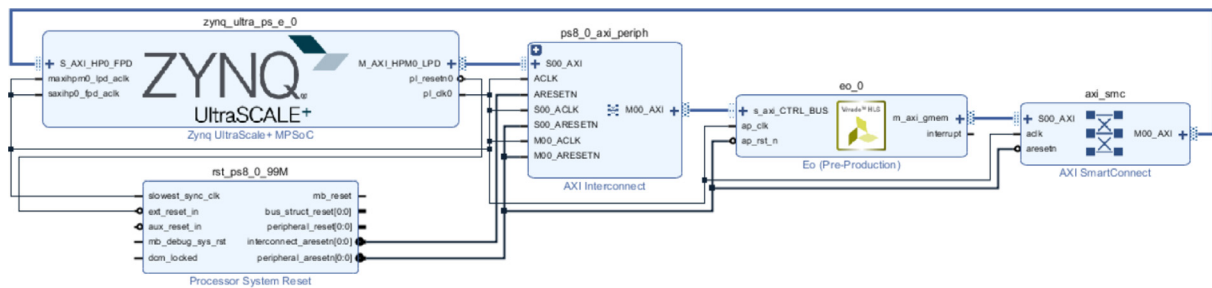 zynq_ultra_ps_e_0
S_AXI_HP0_FPD
maxihpm0_lpd_aclk
saxihp0_fpd_aclk
ZYNQ
UltraSCALE+
M_AXI_HPM0_LPD
pl_resetn0
pl_clk0
Zynq UltraScale+ MPSoC
ps8_0_axi_periph
S00_AXI
ACLK
ARESETN
S00_ACLK
S00_ARESETN
M00_ACLK
M00_ARESETN
M00_AXI
AXI Interconnect
eo_0
s_axi_CTRL_BUS
ap_clk
ap_rst_n
Vivado™ HLS
m_axi_gmem
interrupt
Eo (Pre-Production)
axi_smc
S00_AXI
aclk
aresetn
M00_AXI
AXI SmartConnect
rst_ps8_0_99M
slowest_sync_clk
ext_reset_in
aux_reset_in
mb_debug_sys_rst
dcm_locked
mb_reset
bus_struct_reset[0:0]
peripheral_reset[0:0]
interconnect_aresetn[0:0]
peripheral_aresetn[0:0]
Processor System Reset